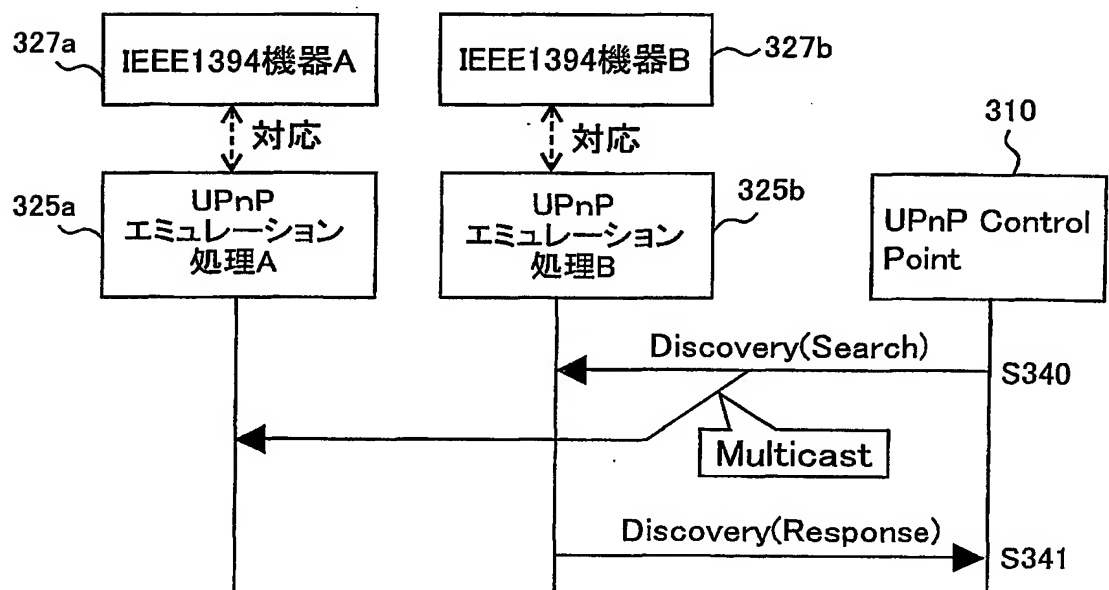 327a
IEEE1394機器A
IEEE1394機器B
327b
対応
対応
310
325a
UPnP
エミュレーション
処理A
UPnP
エミュレーション
処理B
325b
UPnP Control
Point
Discovery(Search)
S340
Multicast
Discovery(Response)
S341